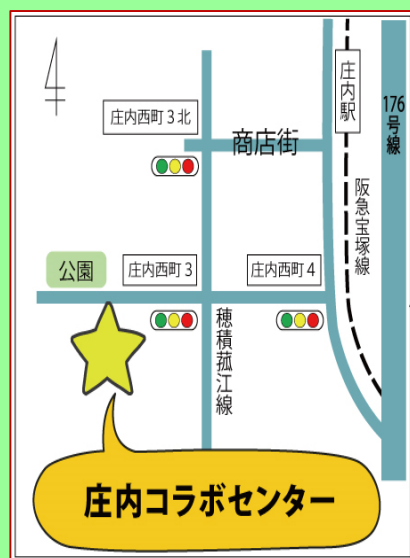 庄内駅
176号線
庄内西町3北
商店街
阪急宝塚線
公園
庄内西町3
庄内西町4
穂積菰江線
庄内コラボセンター